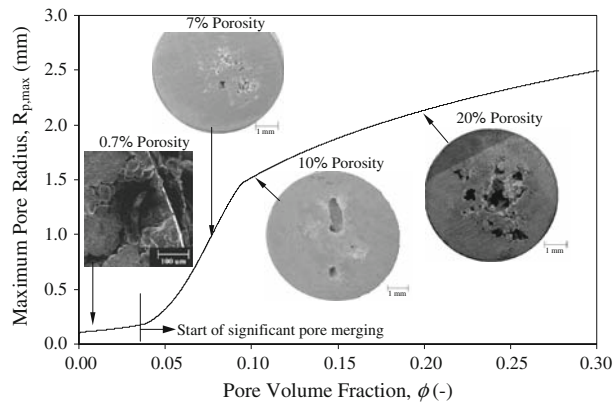 7% Porosity
1 mm
0.7% Porosity
100 μm
10% Porosity
1 mm
20% Porosity
1 mm
Start of significant pore merging
Maximum Pore Radius, Rp,max (mm)
3.0
2.5
2.0
1.5
1.0
0.5
0.0
0.00
0.05
0.10
0.15
0.20
0.25
0.30
Pore Volume Fraction, ϕ (-)